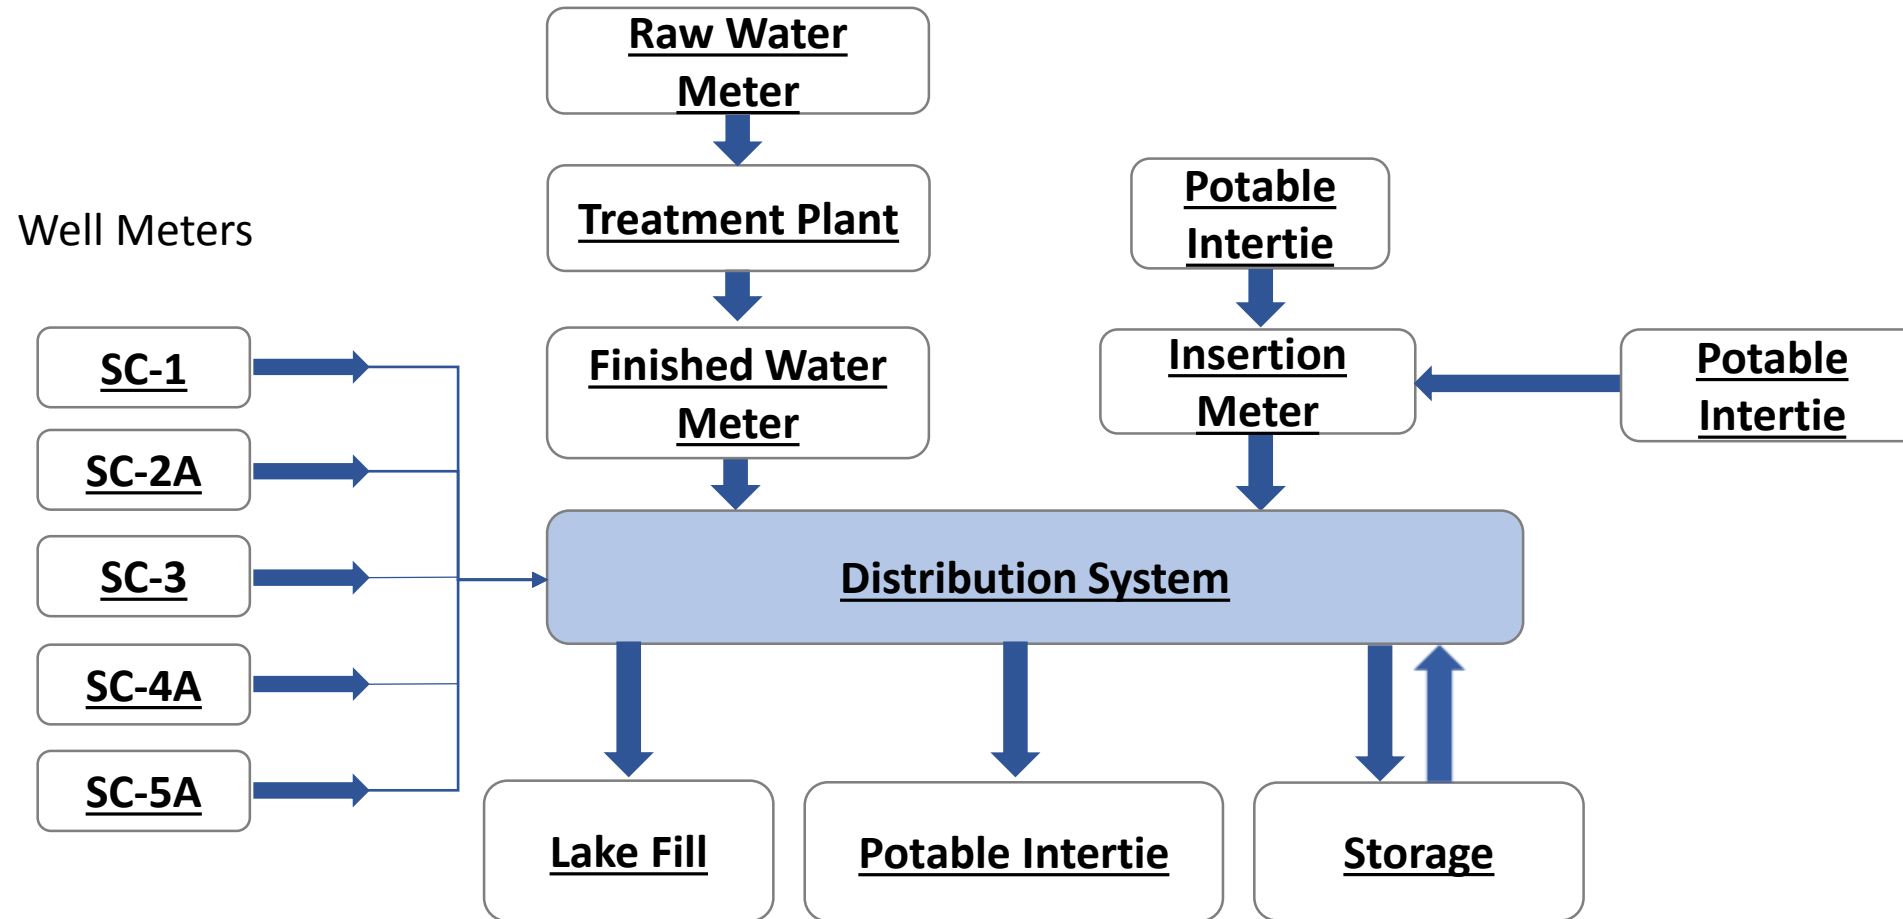 Raw Water
Meter
Treatment Plant
Potable
Intertie
Well Meters
SC-1
Finished Water
Meter
Insertion
Meter
Potable
Intertie
SC-2A
SC-3
Distribution System
SC-4A
SC-5A
Lake Fill
Potable Intertie
Storage